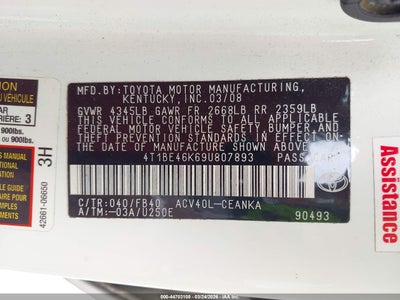 MFD.BY: TOYOTA MOTOR MANUFACTURING,
KENTUCKY, INC.03/08
GVWR 4345LB GAWR FR 2668LB RR 2359LB
THIS VEHICLE CONFORMS TO ALL APPLICABLE
FEDERAL MOTOR VEHICLE SAFETY, BUMPER, AND
THEFT PREVENTION STANDARDS IN EFFECT ON
THE DATE OF MANUFACTURE SHOWN ABOVE.
4T1BE46K69U807893
C/TR:040/FB40 ACV40L-CEANKA
A/TM:-03A/U250E
90493
3
900lbs.
3H
42661-06650
©IAA
000-44703108 - 03/24/2026 - 0000170